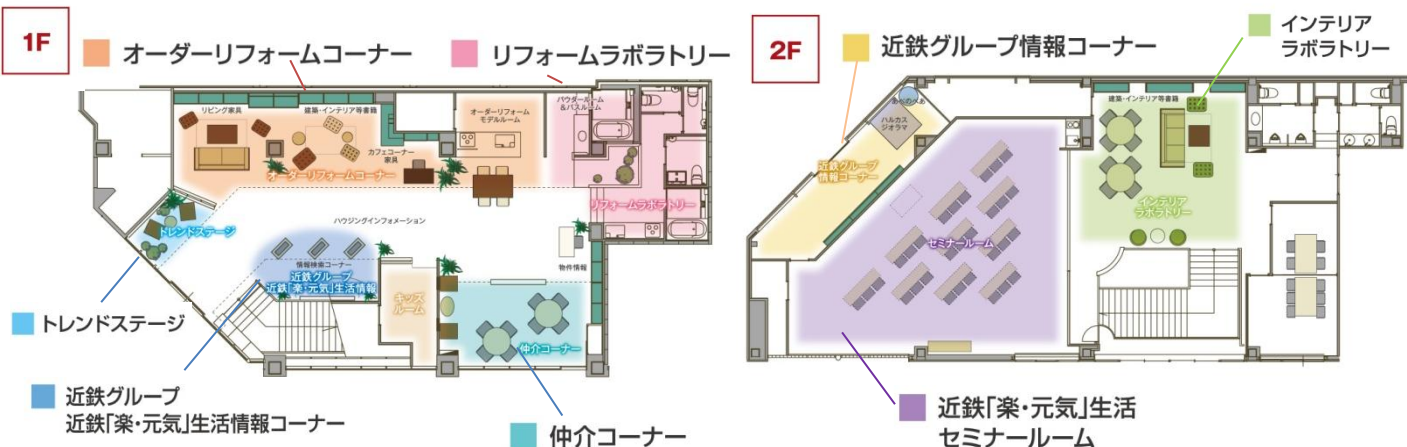 1F
オーダーリフォームコーナー
リフォームラボラトリー
リビング家具
建築・インテリア等書籍
カフェコーナー
家具
オーダーリフォーム
モデルルーム
パウダールーム
&バスルーム
オーダーリフォームコーナー
リフォームラボラトリー
トレンドステージ
ハウジングインフォメーション
情報検索コーナー
近鉄グループ
近鉄「楽・元気」生活情報
キッズ
ルーム
物件情報
仲介コーナー
トレンドステージ
近鉄グループ
近鉄「楽・元気」生活情報コーナー
仲介コーナー
2F
近鉄グループ情報コーナー
インテリア
ラボラトリー
あべのべあ
ハルカス
ジオラマ
近鉄グループ
情報コーナー
建築・インテリア等書籍
インテリア
ラボラトリー
セミナールーム
近鉄「楽・元気」生活
セミナールーム